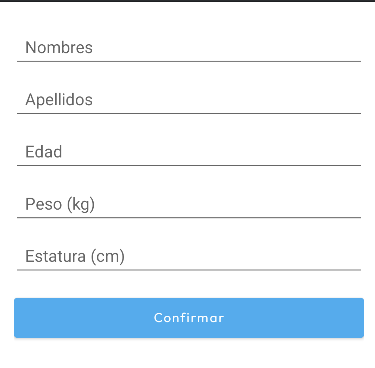 Nombres
Apellidos
Edad
Peso (kg)
Estatura (cm)
Confirmar